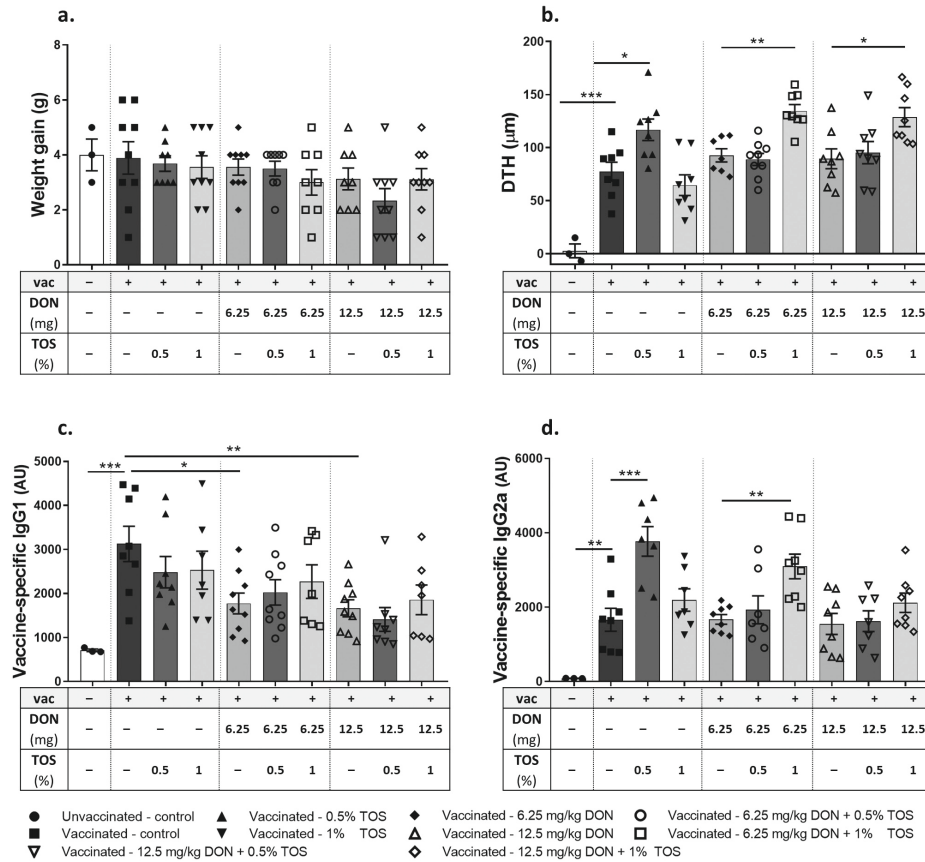 a.
Weight gain (g)
8
6
4
2
0
vac – + + + + + + + + +
DON (mg) – – – – 6.25 6.25 6.25 12.5 12.5 12.5
TOS (%) – – 0.5 1 – 0.5 1 – 0.5 1
b.
DTH (μm)
200
150
100
50
0
***
*
**
*
vac – + + + + + + + + +
DON (mg) – – – – 6.25 6.25 6.25 12.5 12.5 12.5
TOS (%) – – 0.5 1 – 0.5 1 – 0.5 1
c.
Vaccine-specific IgG1 (AU)
5000
4000
3000
2000
1000
0
***
*
**
vac – + + + + + + + + +
DON (mg) – – – – 6.25 6.25 6.25 12.5 12.5 12.5
TOS (%) – – 0.5 1 – 0.5 1 – 0.5 1
d.
Vaccine-specific IgG2a (AU)
6000
4000
2000
0
**
***
**
vac – + + + + + + + + +
DON (mg) – – – – 6.25 6.25 6.25 12.5 12.5 12.5
TOS (%) – – 0.5 1 – 0.5 1 – 0.5 1
Unvaccinated - control Vaccinated - 0.5% TOS Vaccinated - 6.25 mg/kg DON Vaccinated - 6.25 mg/kg DON + 0.5% TOS
Vaccinated - control Vaccinated - 1% TOS Vaccinated - 12.5 mg/kg DON Vaccinated - 6.25 mg/kg DON + 1% TOS
Vaccinated - 12.5 mg/kg DON + 0.5% TOS Vaccinated - 12.5 mg/kg DON + 1% TOS